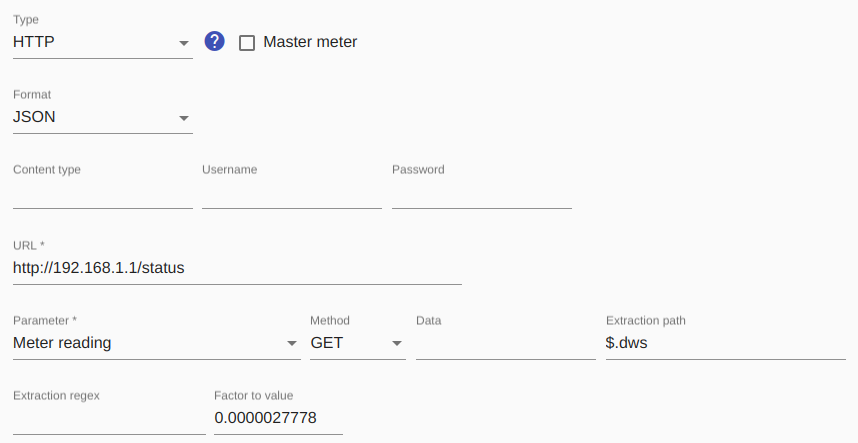 Type
HTTP ? Master meter
Format
JSON
Content type Username Password
URL *
http://192.168.1.1/status
Parameter * Method Data Extraction path
Meter reading GET $.dws
Extraction regex Factor to value
0.0000027778